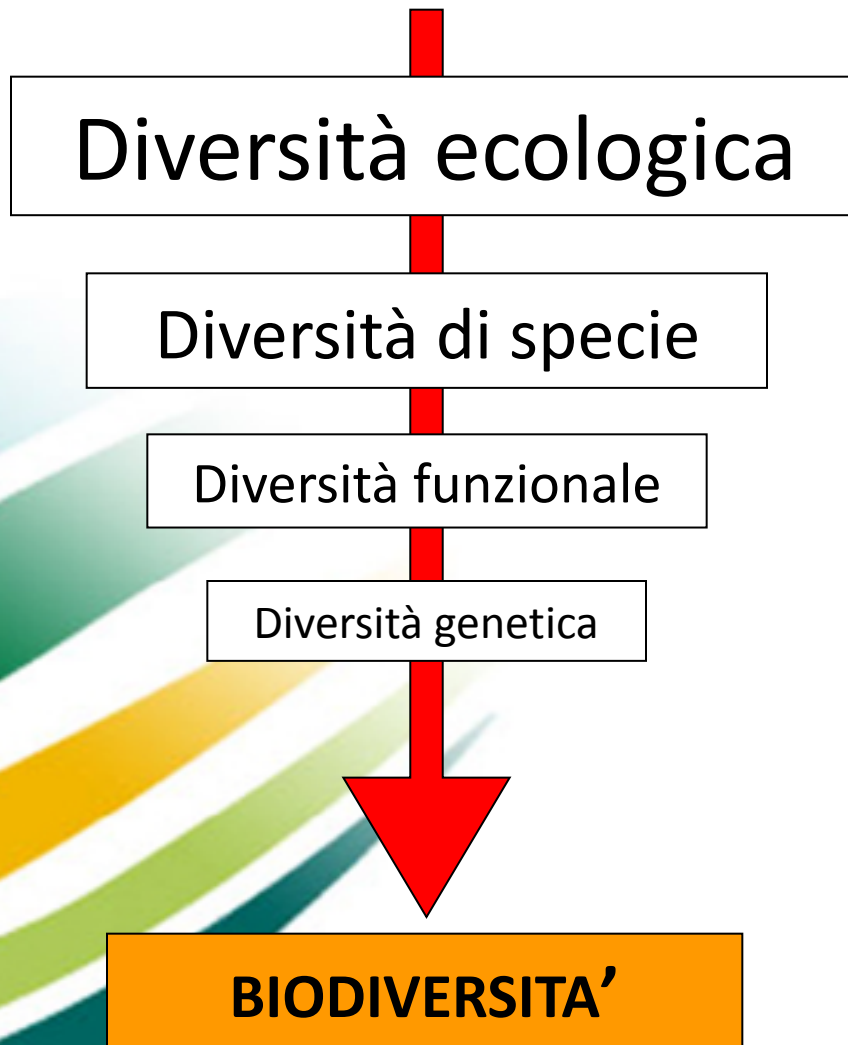 Diversità ecologica
Diversità di specie
Diversità funzionale
Diversità genetica
BIODIVERSITA’